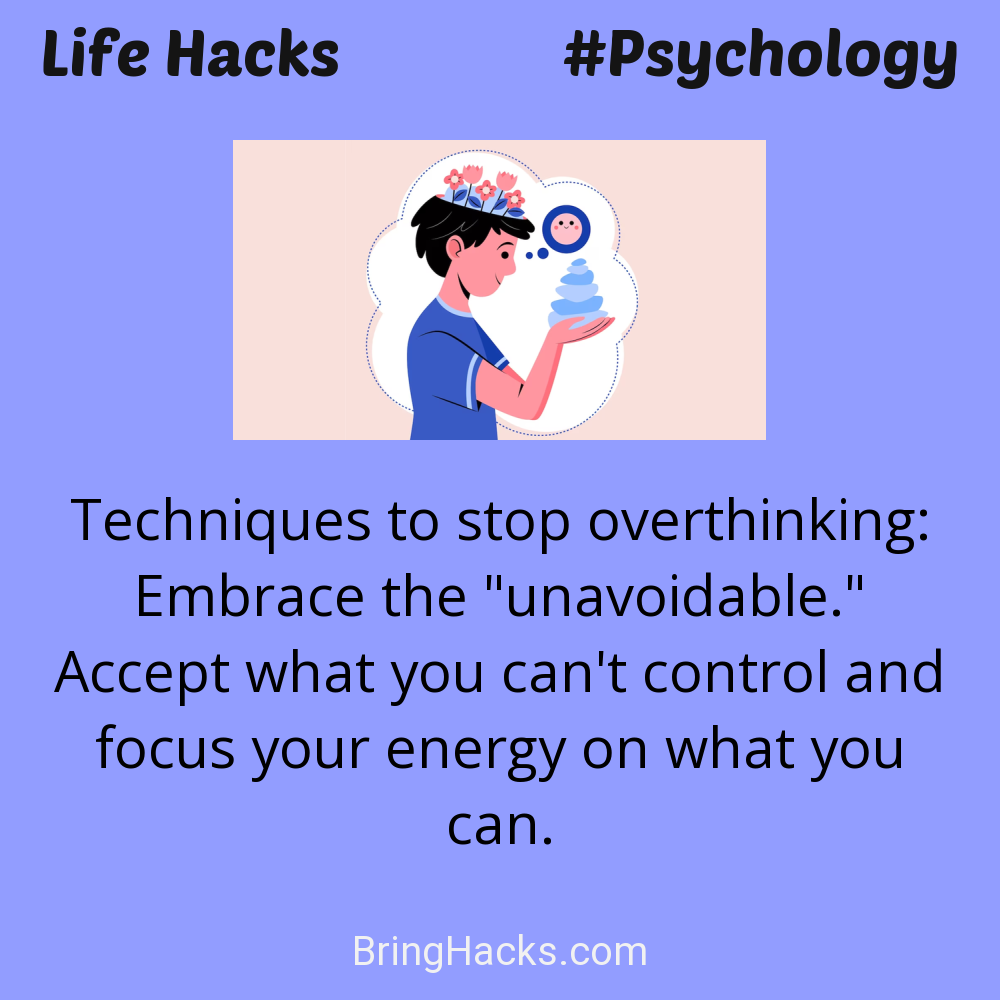 Life Hacks
#Psychology
Techniques to stop overthinking:
Embrace the "unavoidable."
Accept what you can't control and
focus your energy on what you
can.
BringHacks.com